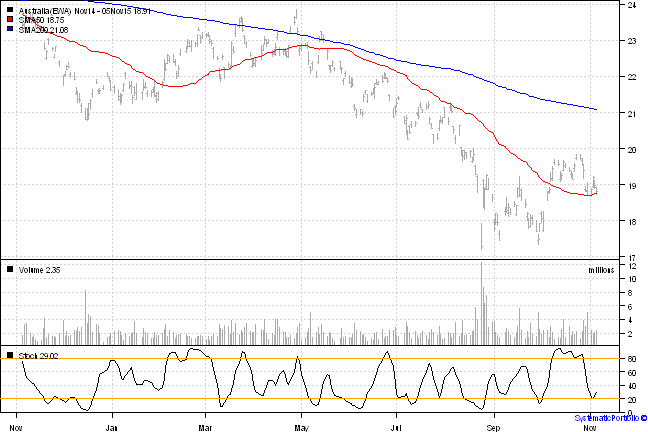 Australia(EWA) Nov14 - 05Nov15 18.91
SMA50 18.75
SMA200 21.08
24
23
22
21
20
19
18
17
Volume 2.35
millions
12
10
8
6
4
2
Stoch 29.02
80
60
40
20
0
Nov Jan Mar May Jul Sep Nov
SystematicPortfolio ©